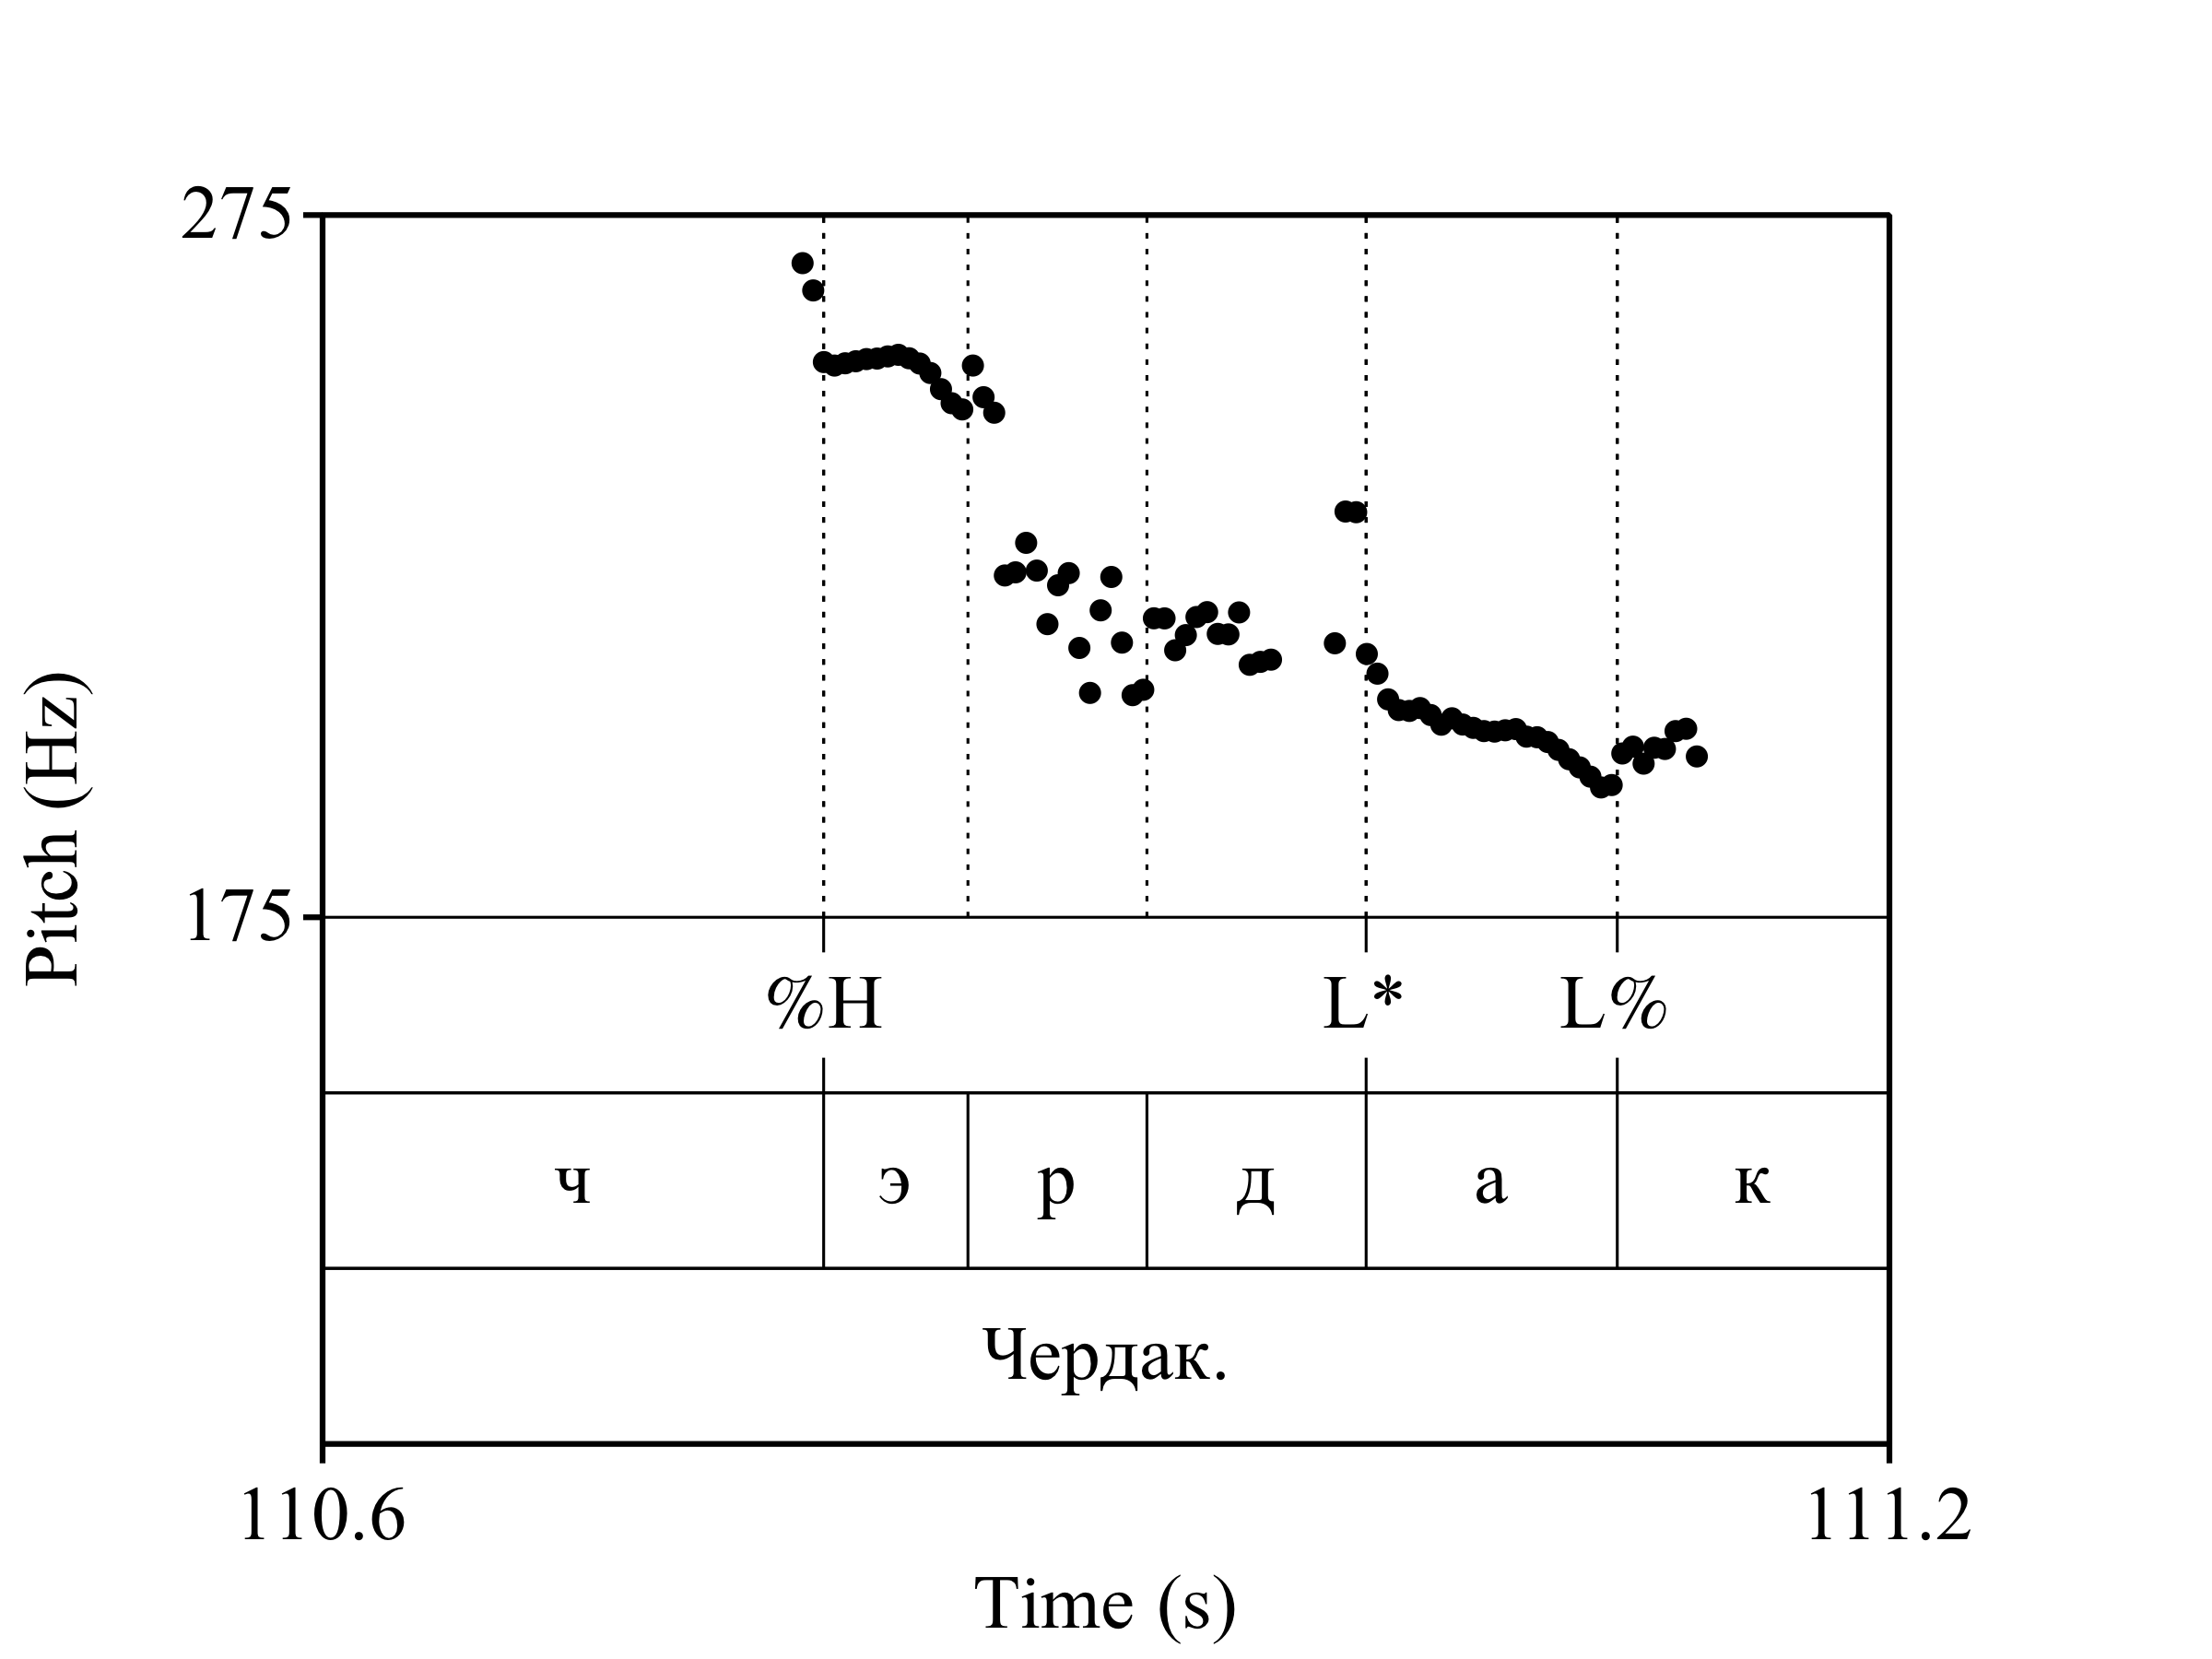 275
Pitch (Hz)
175
%H L* L%
ч э р д а к
Чердак.
110.6 111.2
Time (s)